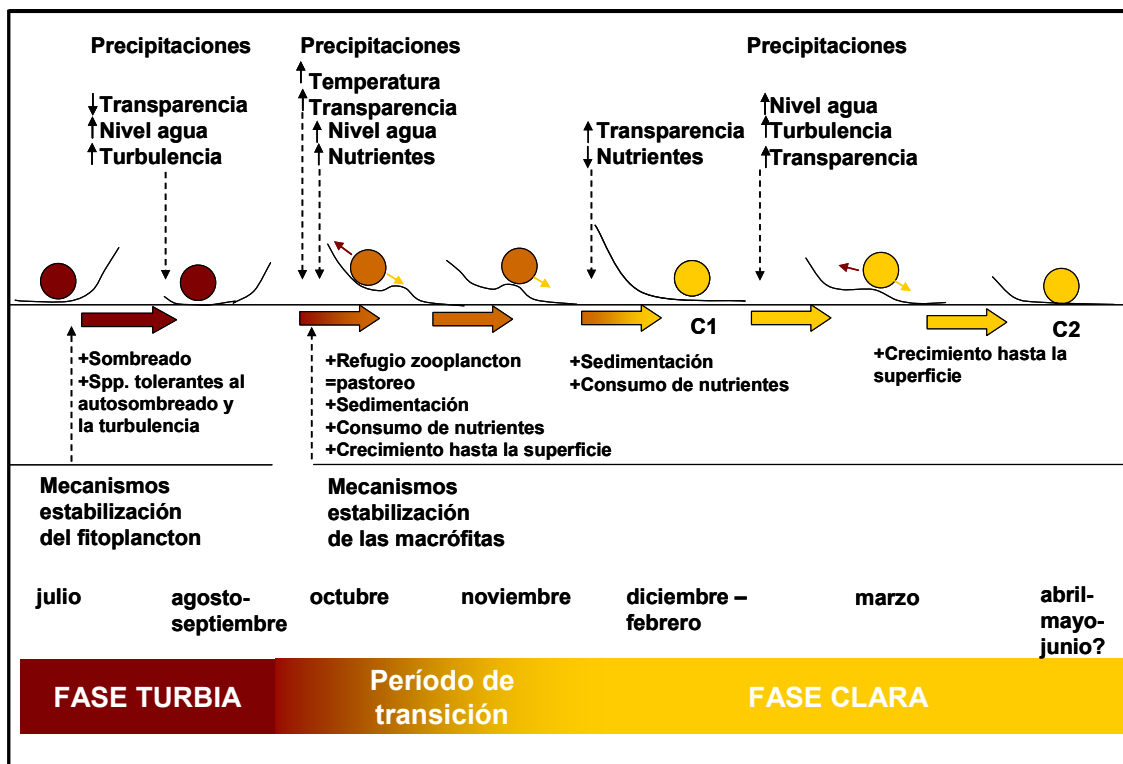 Precipitaciones
↓Transparencia
↑Nivel agua
↑Turbulencia
Precipitaciones
↑Temperatura
↑Transparencia
↑Nivel agua
↑Nutrientes
↑Transparencia
↓Nutrientes
Precipitaciones
↑Nivel agua
↑Turbulencia
↑Transparencia
C1
C2
+Sombreado
+Spp. tolerantes al
autosombreado y
la turbulencia
+Refugio zooplancton
=pastoreo
+Sedimentación
+Consumo de nutrientes
+Crecimiento hasta la superficie
+Sedimentación
+Consumo de nutrientes
+Crecimiento hasta la
superficie
Mecanismos
estabilización
del fitoplancton
Mecanismos
estabilización
de las macrófitas
julio
agosto-
septiembre
octubre
noviembre
diciembre –
febrero
marzo
abril-
mayo-
junio?
FASE TURBIA
Período de
transición
FASE CLARA